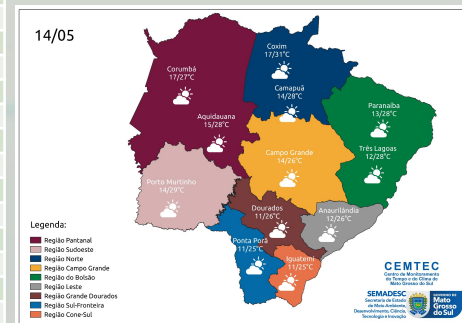 14/05
Coxim
17/31°C
Corumbá
17/27°C
Camapuã
14/28°C
Paranaíba
13/28°C
Aquidauana
15/28°C
Campo Grande
14/26°C
Três Lagoas
12/28°C
Porto Murtinho
14/29°C
Dourados
11/26°C
Anaurilândia
12/26°C
Ponta Porã
11/25°C
Iguatemi
11/25°C
Legenda:
Região Pantanal
Região Sudoeste
Região Norte
Região Campo Grande
Região do Bolsão
Região Leste
Região Grande Dourados
Região Sul-Fronteira
Região Cone-Sul
CEMTEC
Centro de Monitoramento
do Tempo e do Clima de
Mato Grosso do Sul
SEMADESC
Secretaria de Estado
de Meio Ambiente,
Desenvolvimento, Ciência,
Tecnologia e Inovação
GOVERNO DE
Mato
Grosso
do Sul